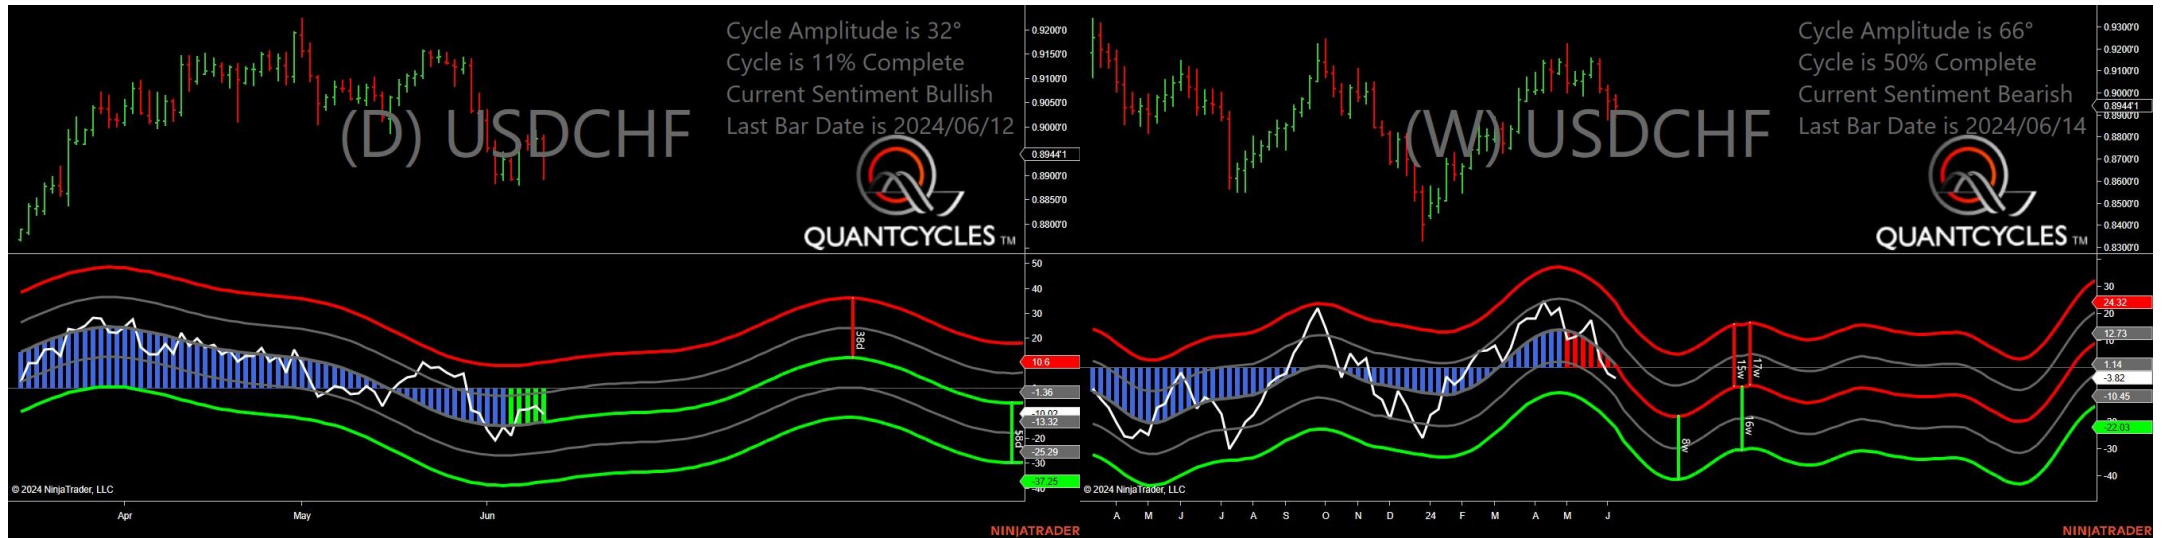 Cycle Amplitude is 32°
Cycle is 11% Complete
Current Sentiment Bullish
Last Bar Date is 2024/06/12
(D) USDCHF
QUANTCYCLES TM
0.9200'0
0.9150'0
0.9100'0
0.9050'0
0.9000'0
0.8944'1
0.8900'0
0.8850'0
0.8800'0
50
40
30
20
10.6
-1.36
-10.02
-13.32
-20
-25.29
-30
-37.25
-40
38d
58d
© 2024 NinjaTrader, LLC
Apr
May
Jun
NINJATRADER
Cycle Amplitude is 66°
Cycle is 50% Complete
Current Sentiment Bearish
Last Bar Date is 2024/06/14
(W) USDCHF
QUANTCYCLES TM
0.9300'0
0.9200'0
0.9100'0
0.9000'0
0.8944'1
0.8900'0
0.8800'0
0.8700'0
0.8600'0
0.8500'0
0.8400'0
0.8300'0
30
24.32
20
12.73
10
1.14
-3.82
-10.45
-20
-22.03
-30
-40
8w
15w
17w
16w
© 2024 NinjaTrader, LLC
A
M
J
J
A
S
O
N
D
24
F
M
A
M
J
NINJATRADER